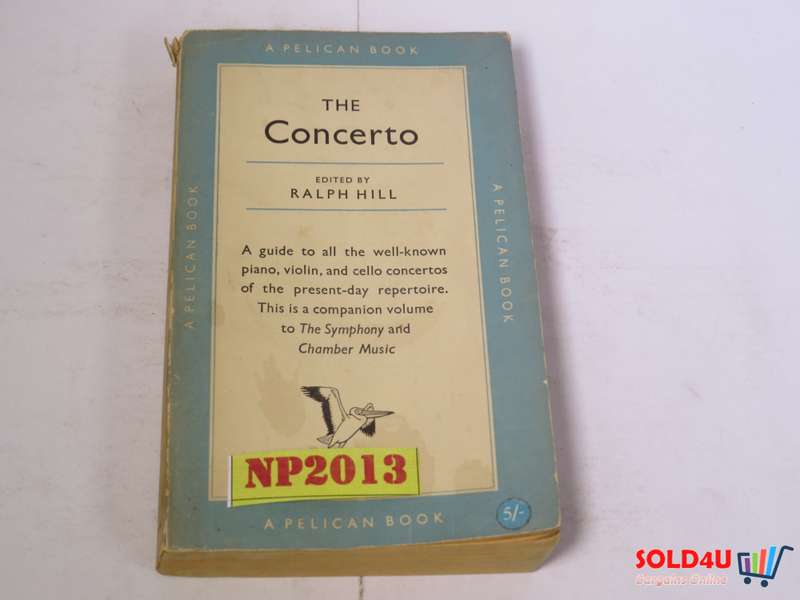 A PELICAN BOOK
THE
Concerto
EDITED BY
RALPH HILL
A guide to all the well-known
piano, violin, and cello concertos
of the present-day repertoire.
This is a companion volume
to The Symphony and
Chamber Music
A PELICAN BOOK
A PELICAN BOOK
NP2013
A PELICAN BOOK
5/-
SOLD4U
Bargains Online